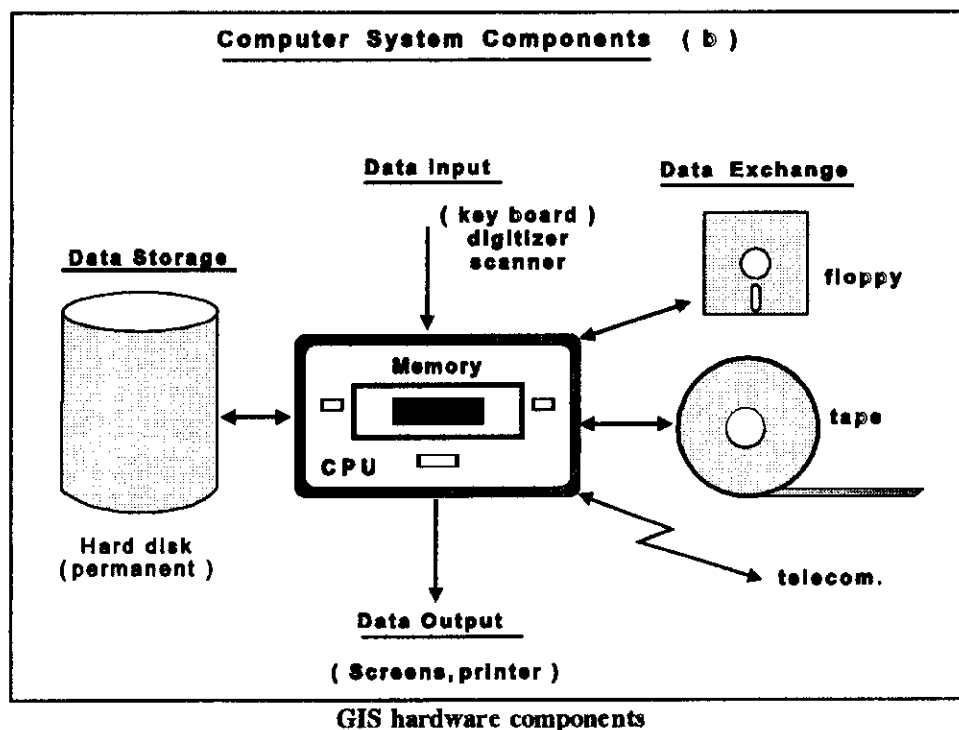 Computer System Components ( b )
Data Input
( key board )
digitizer
scanner
Data Exchange
floppy
tape
telecom.
Data Storage
Hard disk
(permanent )
Memory
CPU
Data Output
( Screens, printer )
GIS hardware components